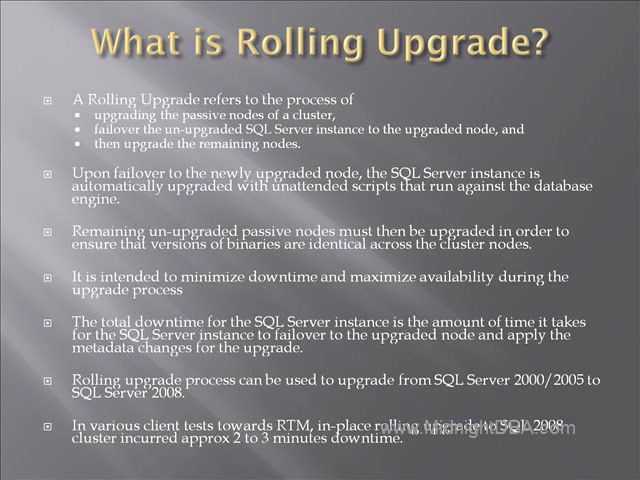 What is Rolling Upgrade?
A Rolling Upgrade refers to the process of
upgrading the passive nodes of a cluster,
failover the un-upgraded SQL Server instance to the upgraded node, and
then upgrade the remaining nodes.
Upon failover to the newly upgraded node, the SQL Server instance is
automatically upgraded with unattended scripts that run against the database
engine.
Remaining un-upgraded passive nodes must then be upgraded in order to
ensure that versions of binaries are identical across the cluster nodes.
It is intended to minimize downtime and maximize availability during the
upgrade process
The total downtime for the SQL Server instance is the amount of time it takes
for the SQL Server instance to failover to the upgraded node and apply the
metadata changes for the upgrade.
Rolling upgrade process can be used to upgrade from SQL Server 2000/2005 to
SQL Server 2008.
In various client tests towards RTM, in-place rolling upgrade to SQL 2008
cluster incurred approx 2 to 3 minutes downtime.
www.MidnightDBA.com